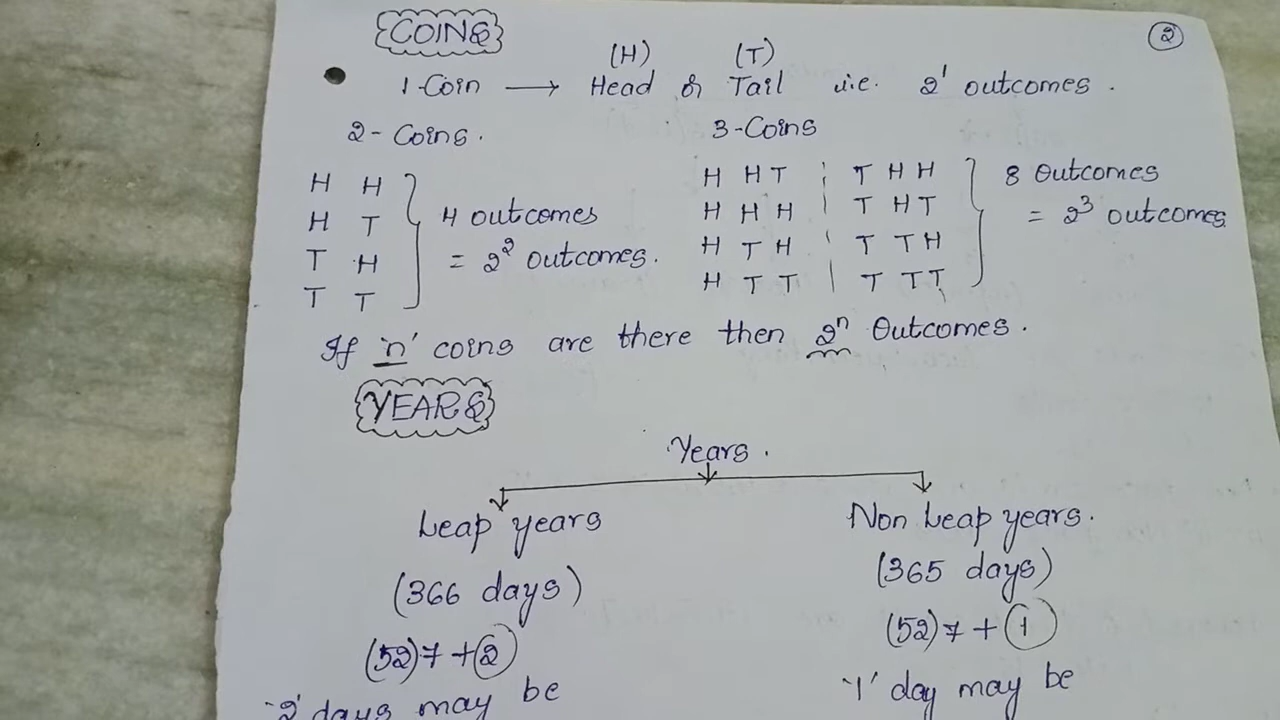 COINS
②
(H) (T)
1-Coin → Head or Tail i.e. 2¹ outcomes.
2-Coins.
H H
H T
T H
T T
4 outcomes
= 2² outcomes.
3-Coins
H H T ¦ T H H
H H H ¦ T H T
H T H ¦ T T H
H T T ¦ T T T
8 Outcomes
= 2³ outcomes
If 'n' coins are there then 2ⁿ Outcomes.
YEARS
Years.
Leap years
(366 days)
(52)7 + ②
'2' days may be
Non Leap years.
(365 days)
(52)7 + ①
'1' day may be